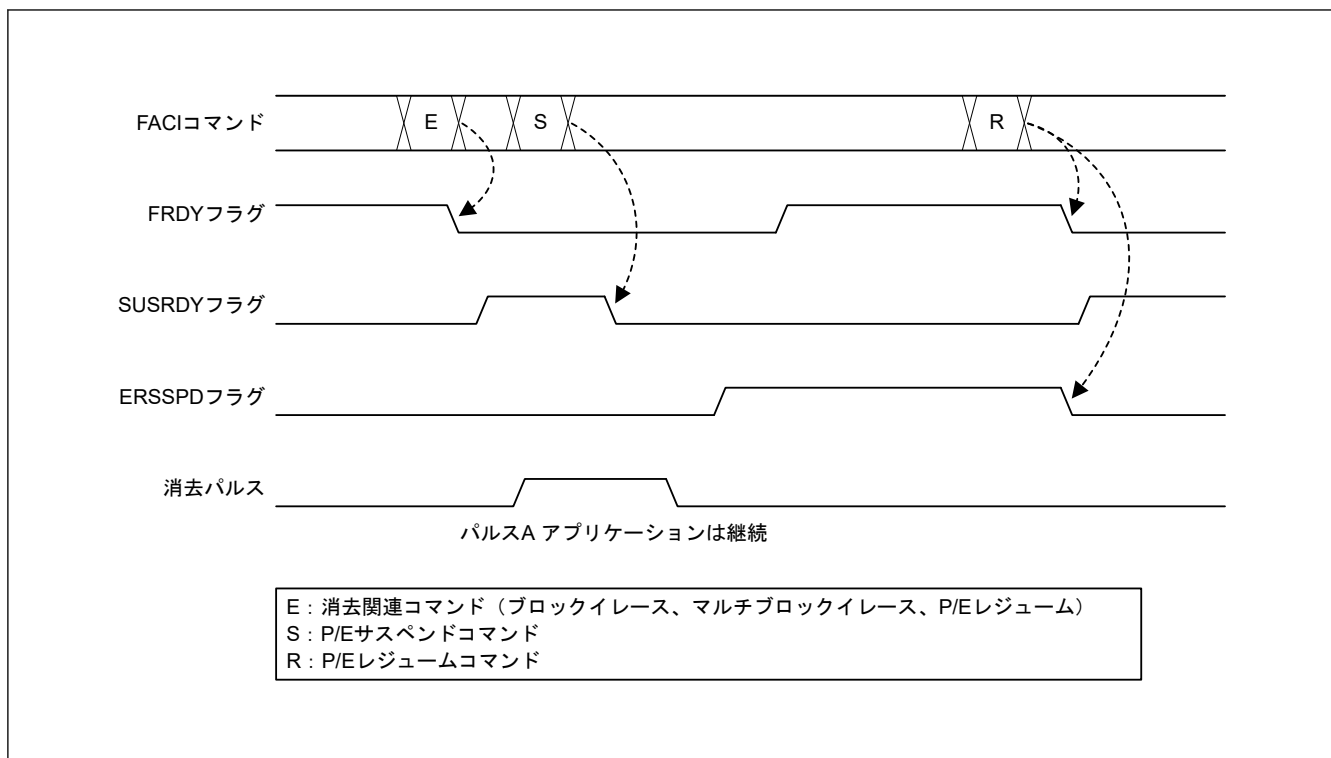 FACIコマンド
E
S
R
FRDYフラグ
SUSRDYフラグ
ERSSPDフラグ
消去パルス
パルスA アプリケーションは継続
E：消去関連コマンド（ブロックイレース、マルチブロックイレース、P/Eレジューム）
S：P/Eサスペンドコマンド
R：P/Eレジュームコマンド